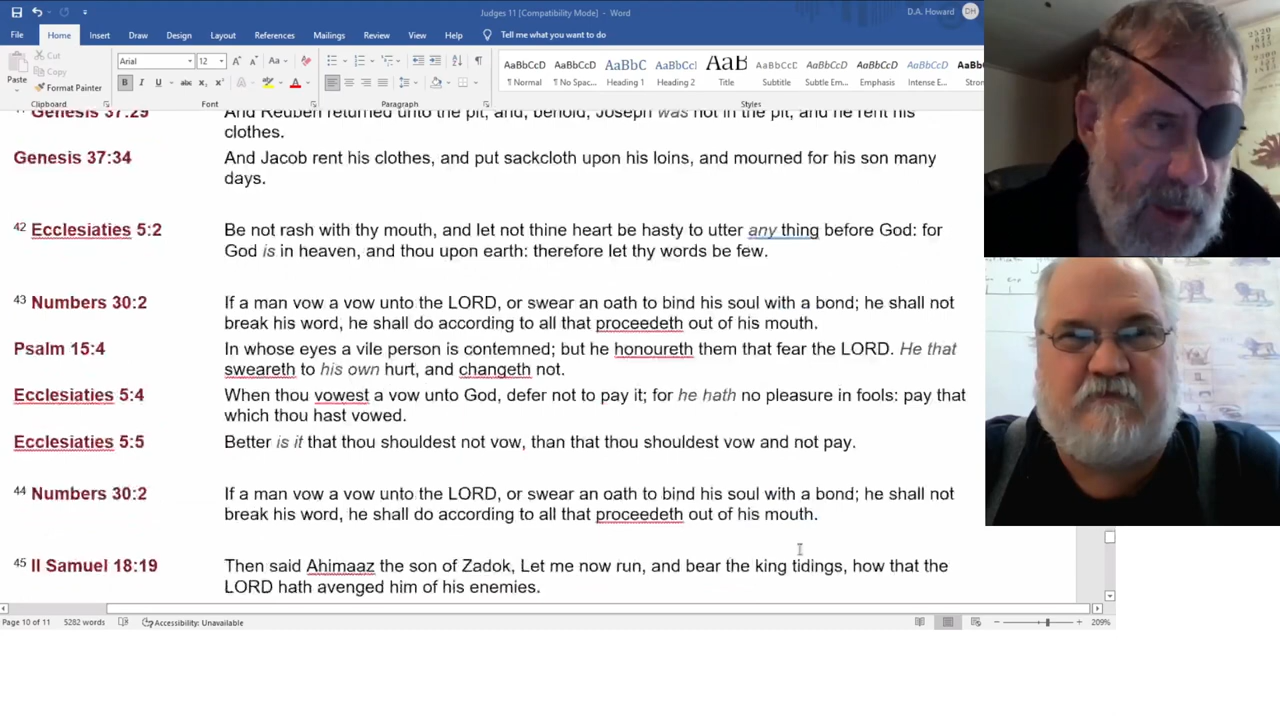 Judges 11 [Compatibility Mode] - Word
D.A. Howard DH
File Home Insert Draw Design Layout References Mailings Review View Help Tell me what you want to do
Cut
Copy
Paste
Format Painter
Clipboard
Arial 12
Font
Paragraph
AaBbCcD AaBbCcD AaBbC AaBbC AaB AaBbCcD AaBbCcD AaBbCcD AaBbCcD AaBbC
¶ Normal ¶ No Spac... Heading 1 Heading 2 Title Subtitle Subtle Em... Emphasis Intense E... Stron
Styles
Genesis 37:29 And Reuben returned unto the pit; and, behold, Joseph was not in the pit; and he rent his
clothes.
Genesis 37:34 And Jacob rent his clothes, and put sackcloth upon his loins, and mourned for his son many
days.
42 Ecclesiaties 5:2 Be not rash with thy mouth, and let not thine heart be hasty to utter any thing before God: for
God is in heaven, and thou upon earth: therefore let thy words be few.
43 Numbers 30:2 If a man vow a vow unto the LORD, or swear an oath to bind his soul with a bond; he shall not
break his word, he shall do according to all that proceedeth out of his mouth.
Psalm 15:4 In whose eyes a vile person is contemned; but he honoureth them that fear the LORD. He that
sweareth to his own hurt, and changeth not.
Ecclesiaties 5:4 When thou vowest a vow unto God, defer not to pay it; for he hath no pleasure in fools: pay that
which thou hast vowed.
Ecclesiaties 5:5 Better is it that thou shouldest not vow, than that thou shouldest vow and not pay.
44 Numbers 30:2 If a man vow a vow unto the LORD, or swear an oath to bind his soul with a bond; he shall not
break his word, he shall do according to all that proceedeth out of his mouth.
45 II Samuel 18:19 Then said Ahimaaz the son of Zadok, Let me now run, and bear the king tidings, how that the
LORD hath avenged him of his enemies.
Page 10 of 11 5282 words Accessibility: Unavailable 209%
2520